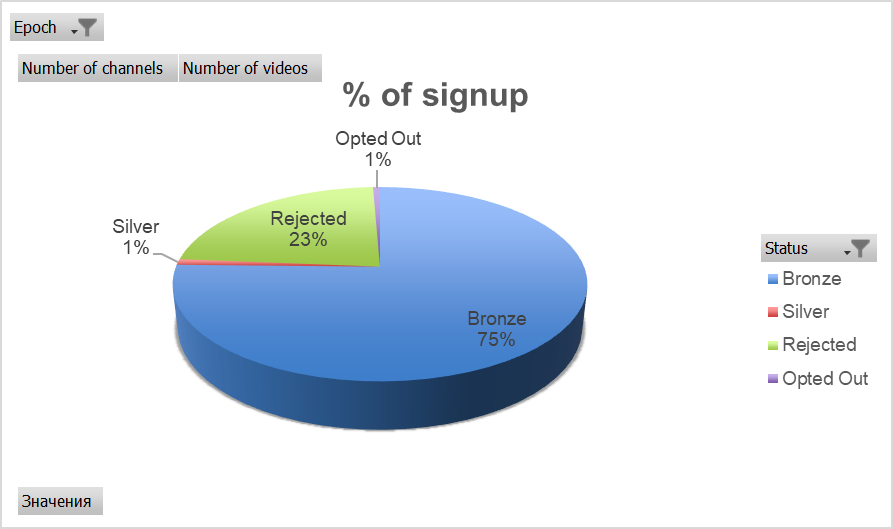 Epoch
Number of channels
Number of videos
% of signup
Opted Out
1%
Silver
1%
Rejected
23%
Bronze
75%
Status
Bronze
Silver
Rejected
Opted Out
Значения